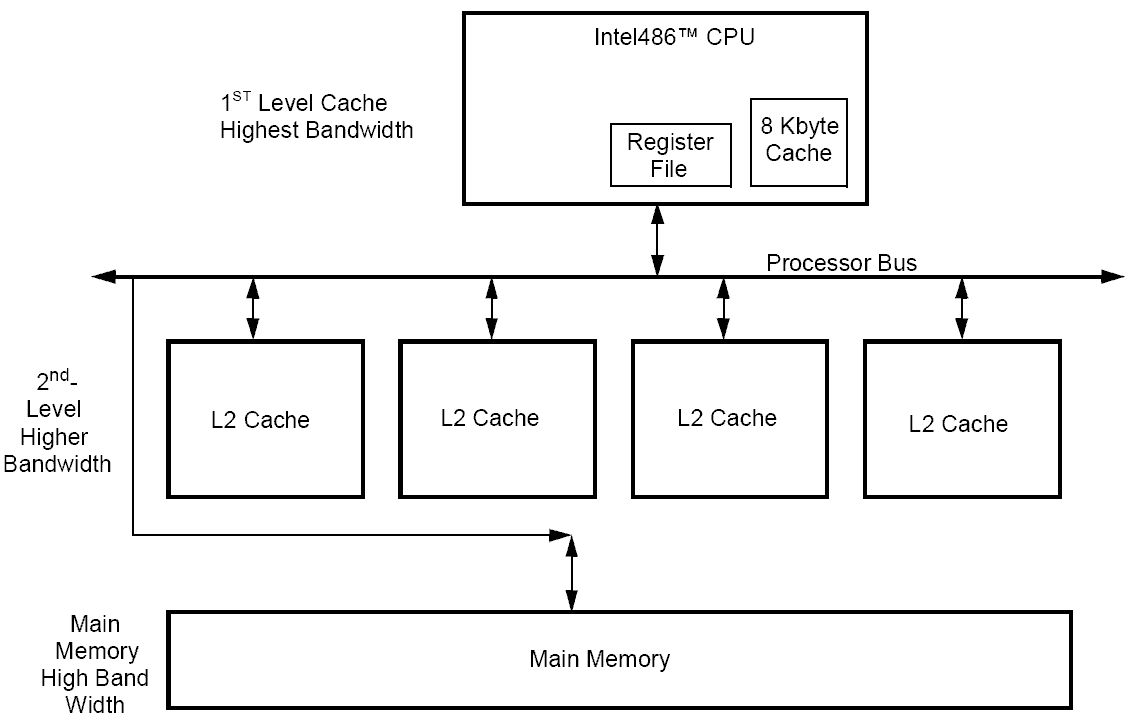 Intel486™ CPU
1ST Level Cache
Highest Bandwidth
Register
File
8 Kbyte
Cache
Processor Bus
2nd-
Level
Higher
Bandwidth
L2 Cache
L2 Cache
L2 Cache
L2 Cache
Main
Memory
High Band
Width
Main Memory